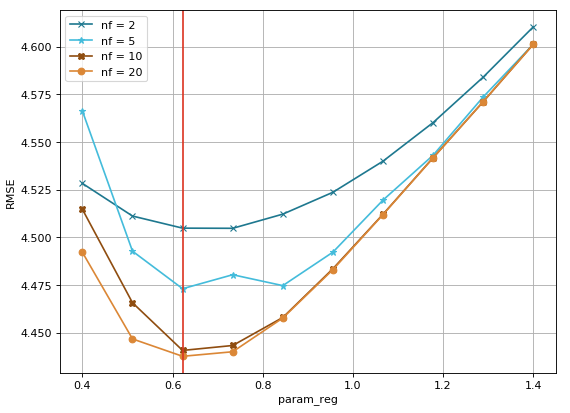 nf = 2
nf = 5
nf = 10
nf = 20
4.600
4.575
4.550
4.525
4.500
4.475
4.450
RMSE
0.4 0.6 0.8 1.0 1.2 1.4
param_reg